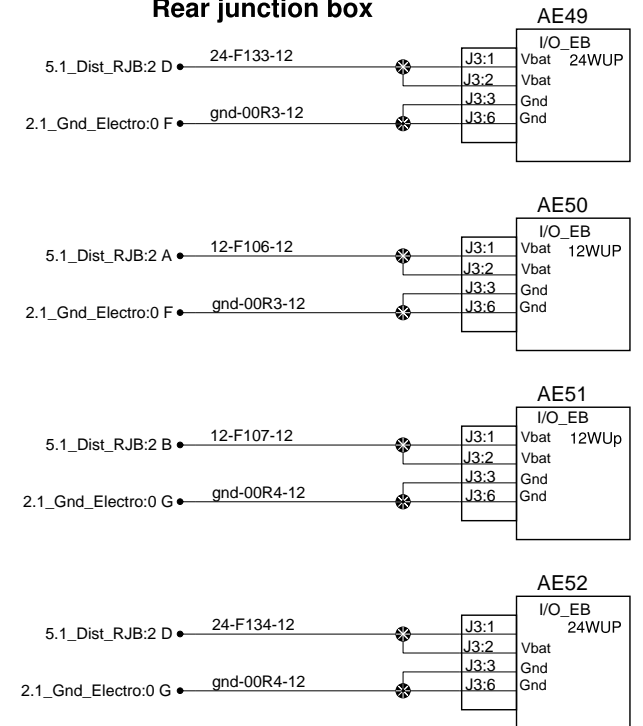 Rear junction box
AE49
I/O_EB
5.1_Dist_RJB:2 D 24-F133-12 J3:1 Vbat 24WUP
J3:2 Vbat
J3:3 Gnd
2.1_Gnd_Electro:0 F gnd-00R3-12 J3:6 Gnd
AE50
I/O_EB
5.1_Dist_RJB:2 A 12-F106-12 J3:1 Vbat 12WUP
J3:2 Vbat
J3:3 Gnd
2.1_Gnd_Electro:0 F gnd-00R3-12 J3:6 Gnd
AE51
I/O_EB
5.1_Dist_RJB:2 B 12-F107-12 J3:1 Vbat 12WUp
J3:2 Vbat
J3:3 Gnd
2.1_Gnd_Electro:0 G gnd-00R4-12 J3:6 Gnd
AE52
I/O_EB
5.1_Dist_RJB:2 D 24-F134-12 J3:1 24WUP
J3:2 Vbat
J3:3 Gnd
2.1_Gnd_Electro:0 G gnd-00R4-12 J3:6 Gnd